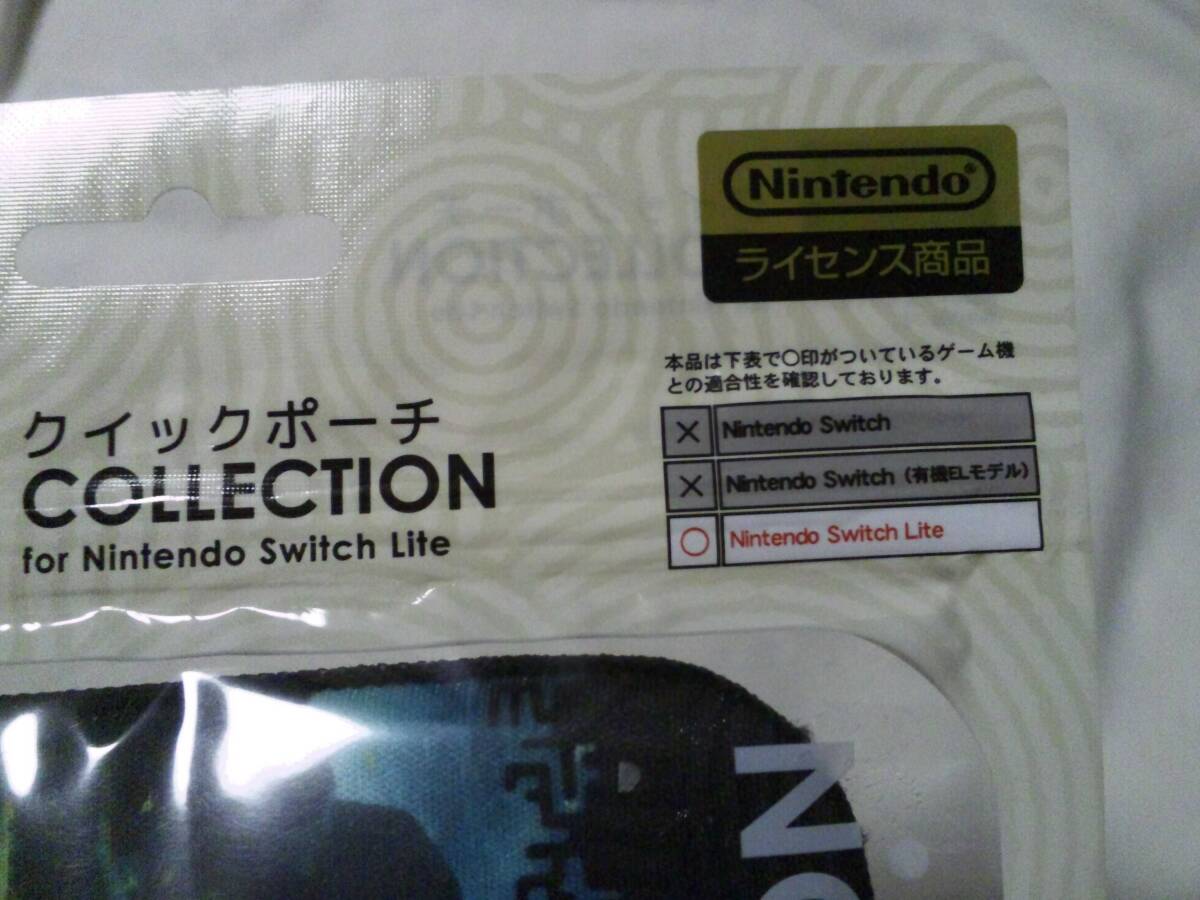 Nintendo®
ライセンス商品
本品は下表で○印がついているゲーム機
との適合性を確認しております。
× Nintendo Switch
× Nintendo Switch (有機ELモデル)
○ Nintendo Switch Lite
クイックポーチ
COLLECTION
for Nintendo Switch Lite